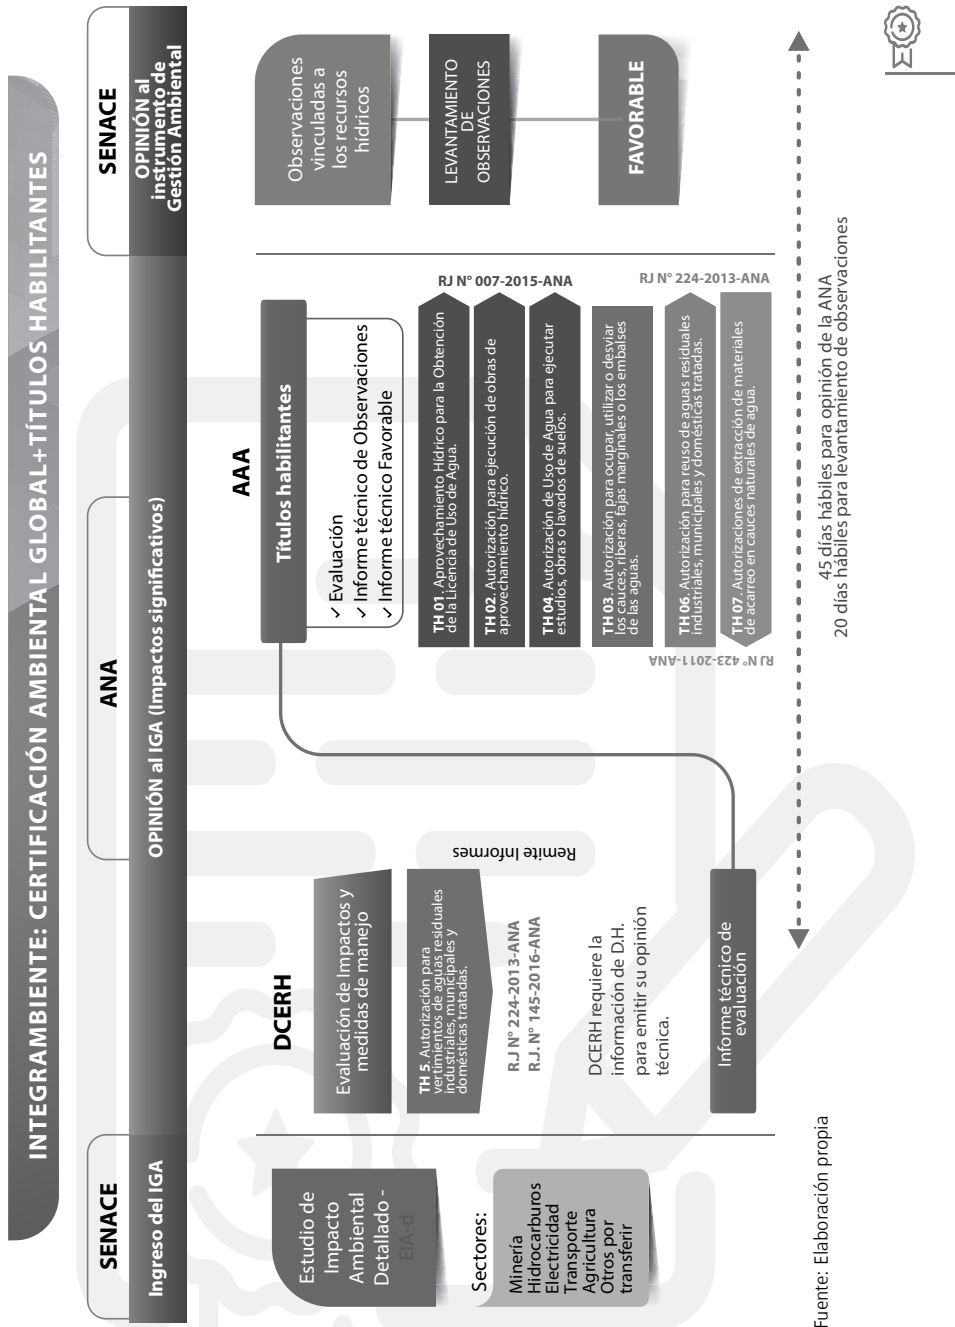 INTEGRAMBIENTE: CERTIFICACIÓN AMBIENTAL GLOBAL+TÍTULOS HABILITANTES
SENACE
Ingreso del IGA
Estudio de
Impacto
Ambiental
Detallado -
EIA-d
Sectores:
Minería
Hidrocarburos
Electricidad
Transporte
Agricultura
Otros por
transferir
ANA
OPINIÓN al IGA (Impactos significativos)
DCERH
Evaluación de Impactos y
medidas de manejo
TH 5. Autorización para
vertimientos de aguas residuales
industriales, municipales y
domésticas tratadas.
R.J N° 224-2013-ANA
R.J. N° 145-2016-ANA
Remite Informes
DCERH requiere la
información de D.H.
para emitir su opinión
técnica.
Informe técnico de
evaluación
AAA
Títulos habilitantes
✓ Evaluación
✓ Informe técnico de Observaciones
✓ Informe técnico Favorable
TH 01. Aprovechamiento Hídrico para la Obtención
de la Licencia de Uso de Agua.
TH 02. Autorización para ejecución de obras de
aprovechamiento hídrico.
TH 04. Autorización de Uso de Agua para ejecutar
estudios, obras o lavados de suelos.
RJ N° 007-2015-ANA
TH 03. Autorización para ocupar, utilizar o desviar
los cauces, riberas, fajas marginales o los embalses
de las aguas.
TH 06. Autorización para reuso de aguas residuales
industriales, municipales y domésticas tratadas.
RJ N° 224-2013-ANA
TH 07. Autorizaciones de extracción de materiales
de acarreo en cauces naturales de agua.
RJ N° 423-2011-ANA
SENACE
OPINIÓN al
instrumento de
Gestión Ambiental
Observaciones
vinculadas a
los recursos
hídricos
LEVANTAMIENTO
DE
OBSERVACIONES
FAVORABLE
45 días hábiles para opinión de la ANA
20 días hábiles para levantamiento de observaciones
Fuente: Elaboración propia